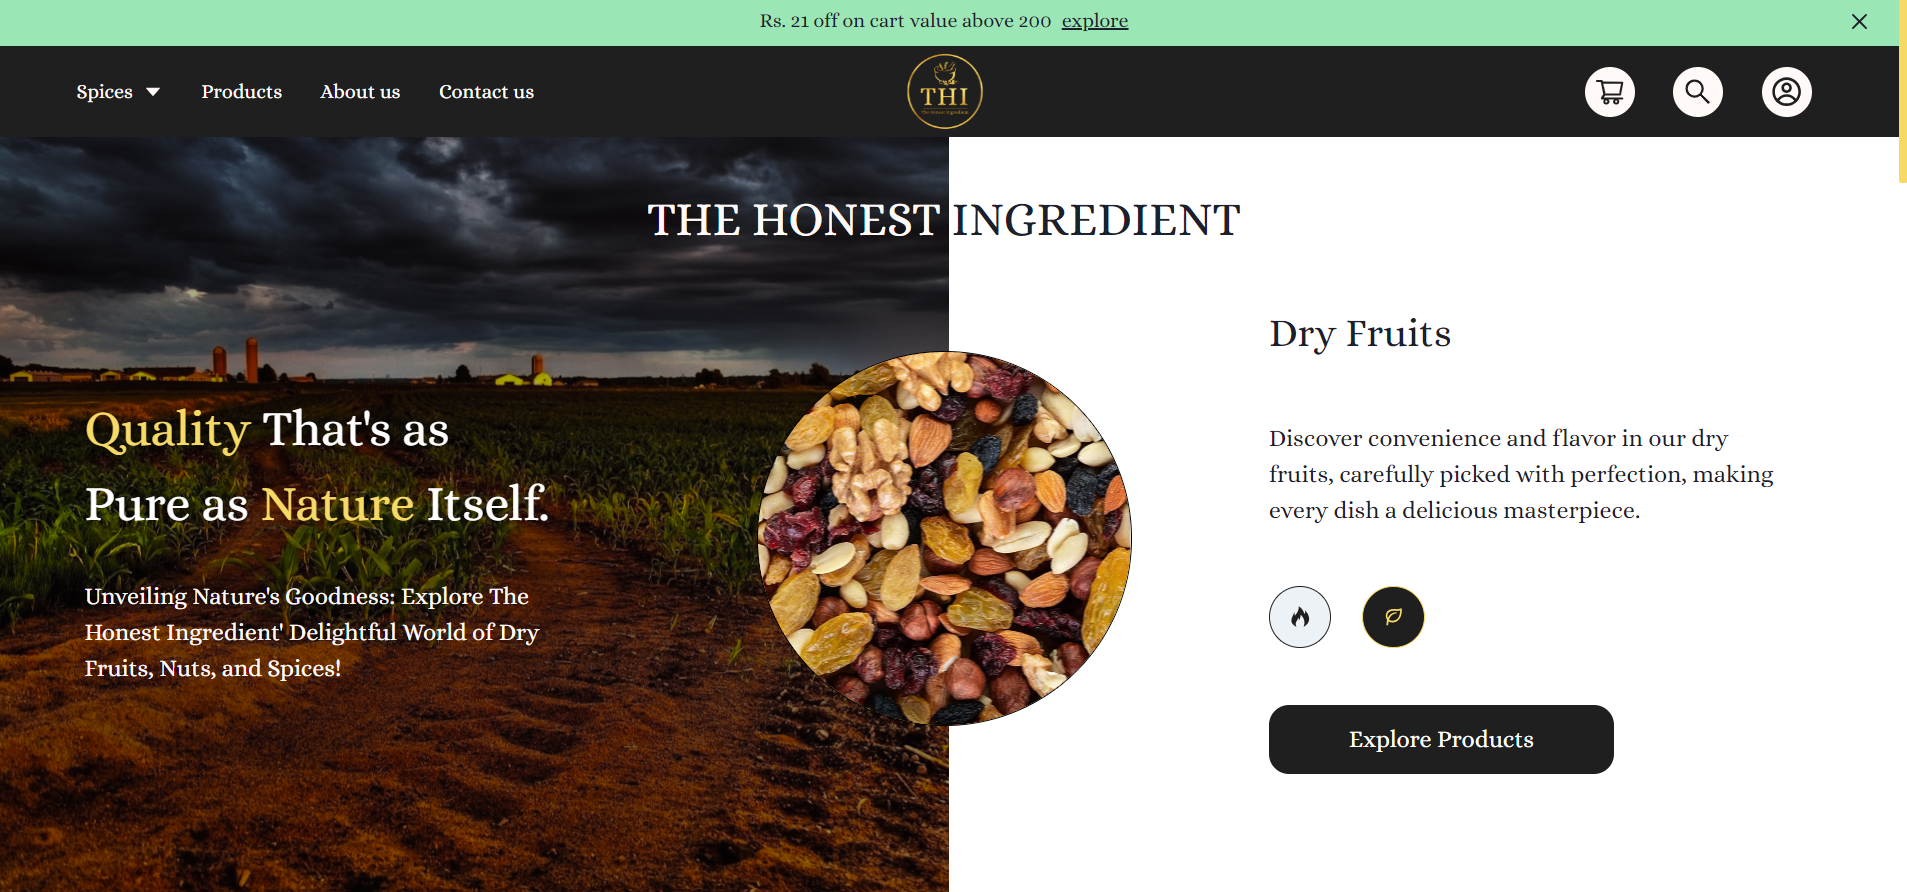 Rs. 21 off on cart value above 200 explore
Spices Products About us Contact us
THI
The Honest Ingredient
THE HONEST INGREDIENT
Quality That's as
Pure as Nature Itself.
Unveiling Nature's Goodness: Explore The
Honest Ingredient' Delightful World of Dry
Fruits, Nuts, and Spices!
Dry Fruits
Discover convenience and flavor in our dry
fruits, carefully picked with perfection, making
every dish a delicious masterpiece.
Explore Products